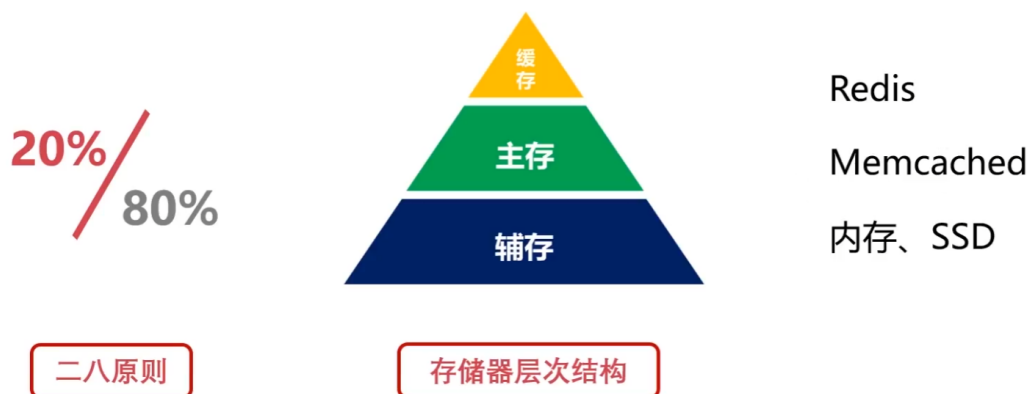 20%
80%
二八原则
缓
存
主存
辅存
存储器层次结构
Redis
Memcached
内存、SSD